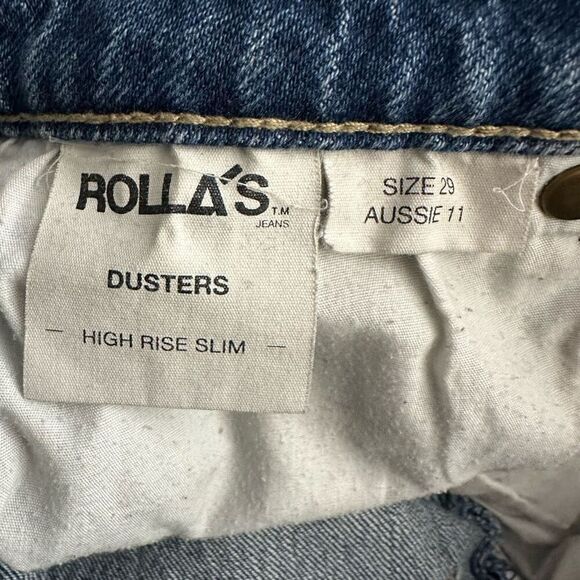 ROLLA'S TM
JEANS
DUSTERS
— HIGH RISE SLIM —
SIZE 29
AUSSIE 11